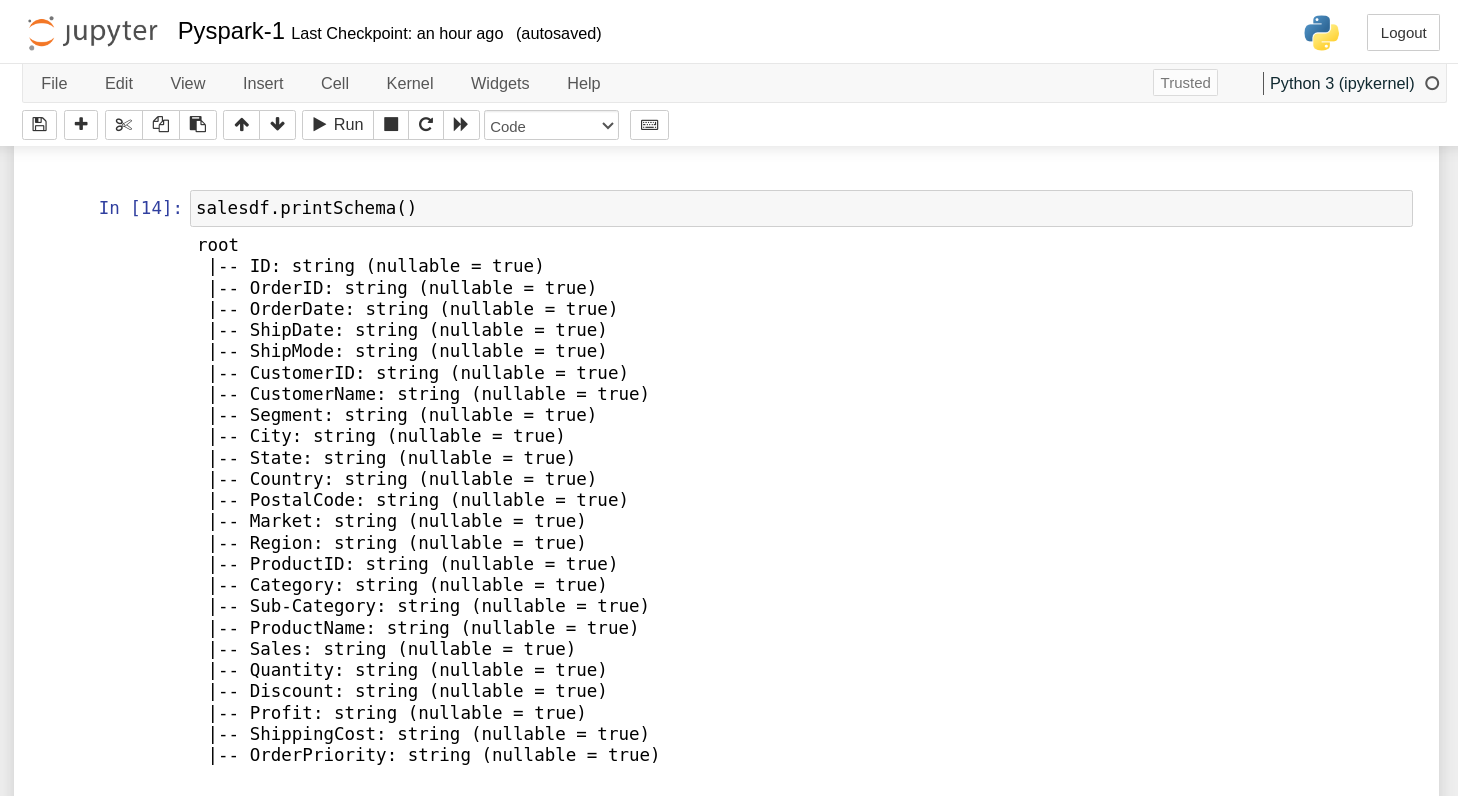 jupyter Pyspark-1 Last Checkpoint: an hour ago (autosaved) Logout
File Edit View Insert Cell Kernel Widgets Help Trusted Python 3 (ipykernel)
Run Code
In [14]: salesdf.printSchema()
root
 |-- ID: string (nullable = true)
 |-- OrderID: string (nullable = true)
 |-- OrderDate: string (nullable = true)
 |-- ShipDate: string (nullable = true)
 |-- ShipMode: string (nullable = true)
 |-- CustomerID: string (nullable = true)
 |-- CustomerName: string (nullable = true)
 |-- Segment: string (nullable = true)
 |-- City: string (nullable = true)
 |-- State: string (nullable = true)
 |-- Country: string (nullable = true)
 |-- PostalCode: string (nullable = true)
 |-- Market: string (nullable = true)
 |-- Region: string (nullable = true)
 |-- ProductID: string (nullable = true)
 |-- Category: string (nullable = true)
 |-- Sub-Category: string (nullable = true)
 |-- ProductName: string (nullable = true)
 |-- Sales: string (nullable = true)
 |-- Quantity: string (nullable = true)
 |-- Discount: string (nullable = true)
 |-- Profit: string (nullable = true)
 |-- ShippingCost: string (nullable = true)
 |-- OrderPriority: string (nullable = true)